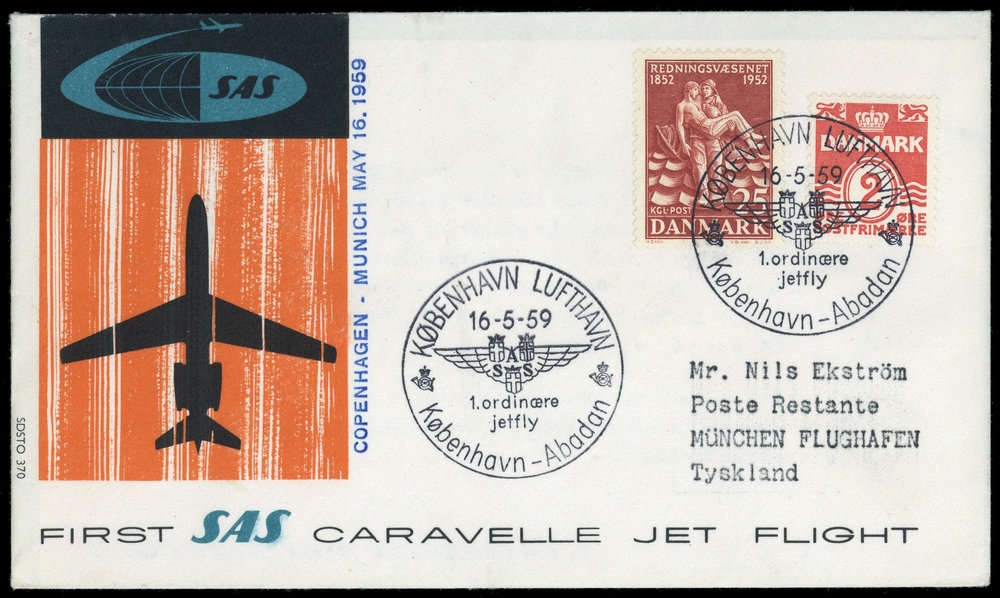 SAS
COPENHAGEN - MUNICH MAY 16. 1959
REDNINGSVÆSENET
1852 1952
25
KGL·POST
DANMARK
DANMARK
2
ØRE
POSTFRIMÆRKE
KØBENHAVN LUFTHAVN
16-5-59
SAS
1.ordinære
jetfly
København-Abadan
KØBENHAVN LUFTHAVN
16-5-59
SAS
1.ordinære
jetfly
København-Abadan
Mr. Nils Ekström
Poste Restante
MÜNCHEN FLUGHAFEN
Tyskland
SDSTO 370
FIRST SAS CARAVELLE JET FLIGHT